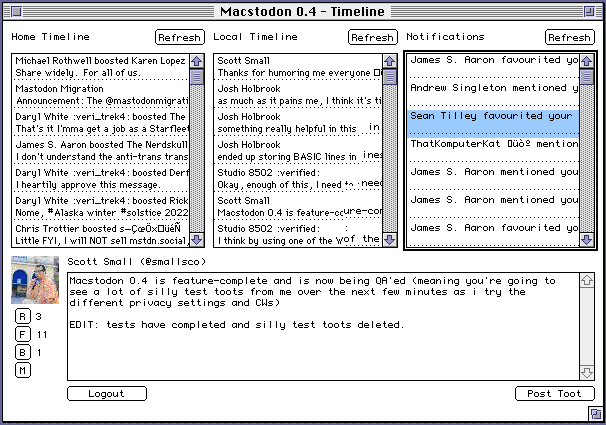 Macstodon 0.4 – Timeline
Home Timeline
Refresh
Michael Rothwell boosted Karen Lopez
Share widely. For all of us.
Mastodon Migration
Announcement: The @mastodonmigrati
Daryl White :veri_trek4: boosted The
That's it I'mma get a job as a Starfleet
James S. Aaron boosted The Nerdskull
I don't understand the anti-trans trans
Daryl White :veri_trek4: boosted Derf
I heartily approve this message.
Daryl White :veri_trek4: boosted Rick
Nome, #Alaska winter #solstice 2022
Chris Trottier boosted
Little FYI, I will NOT sell mstdn.social,
Local Timeline
Refresh
Scott Small
Thanks for humoring me everyone
Josh Holbrook
as much as it pains me, I think it's ti
Josh Holbrook
something really helpful in this in
Josh Holbrook
ended up storing BASIC lines in ines
Studio 8502 :verified:
Okay, enough of this, I need need
Scott Small
Macstodon 0.4 is feature-cc ure-cor
Studio 8502 :verified:
I think by using one of the W of the
Notifications
Refresh
James S. Aaron favourited yo
Andrew Singleton mentioned y
Sean Tilley favourited your
ThatKomputerKat mention
James S. Aaron favourited yo
James S. Aaron favourited yo
James S. Aaron favourited yo
Scott Small (@smallsco)
Macstodon 0.4 is feature-complete and is now being QA'ed (meaning you're going to
see a lot of silly test toots from me over the next few minutes as i try the
different privacy settings and CWs)
EDIT: tests have completed and silly test toots deleted.
R 3
F 11
B 1
M
Logout
Post Toot